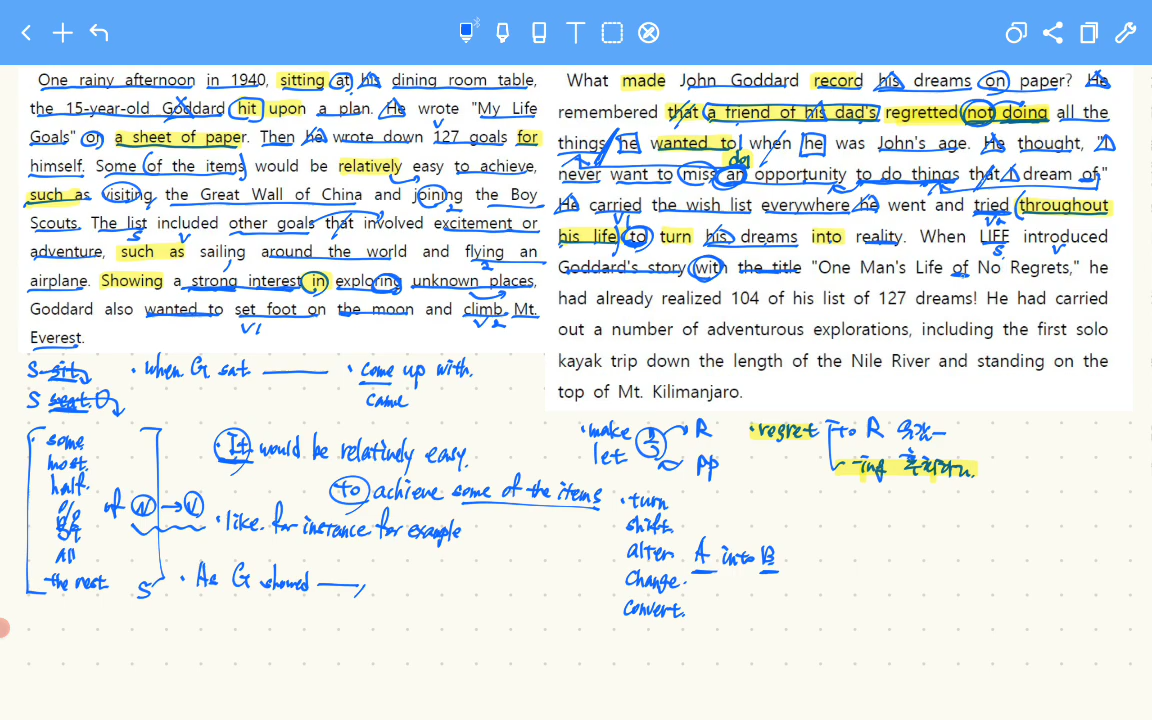 One rainy afternoon in 1940, sitting at his dining room table,
the 15-year-old Goddard hit upon a plan. He wrote "My Life
Goals" on a sheet of paper. Then he wrote down 127 goals for
himself. Some of the items would be relatively easy to achieve,
such as visiting the Great Wall of China and joining the Boy
Scouts. The list included other goals that involved excitement or
adventure, such as sailing around the world and flying an
airplane. Showing a strong interest in exploring unknown places,
Goddard also wanted to set foot on the moon and climb Mt.
Everest.
S sit
· when G sat
· come up with.
came
S seat
some
most.
half.
all
the rest
of N → V
S
· It would be relatively easy.
to achieve some of the items
· like. for instance for example
· As G showed ,
What made John Goddard record his dreams on paper? He
remembered that a friend of his dad's regretted not doing all the
things he wanted to when he was John's age. He thought, "I
never want to miss an opportunity to do things that I dream of."
He carried the wish list everywhere he went and tried throughout
his life to turn his dreams into reality. When LIFE introduced
Goddard's story with the title "One Man's Life of No Regrets," he
had already realized 104 of his list of 127 dreams! He had carried
out a number of adventurous explorations, including the first solo
kayak trip down the length of the Nile River and standing on the
top of Mt. Kilimanjaro.
· make
let
목
R
pp
· regret
to R 유감
-ing 후회하다.
· turn
shift.
alter A into B
change.
convert.